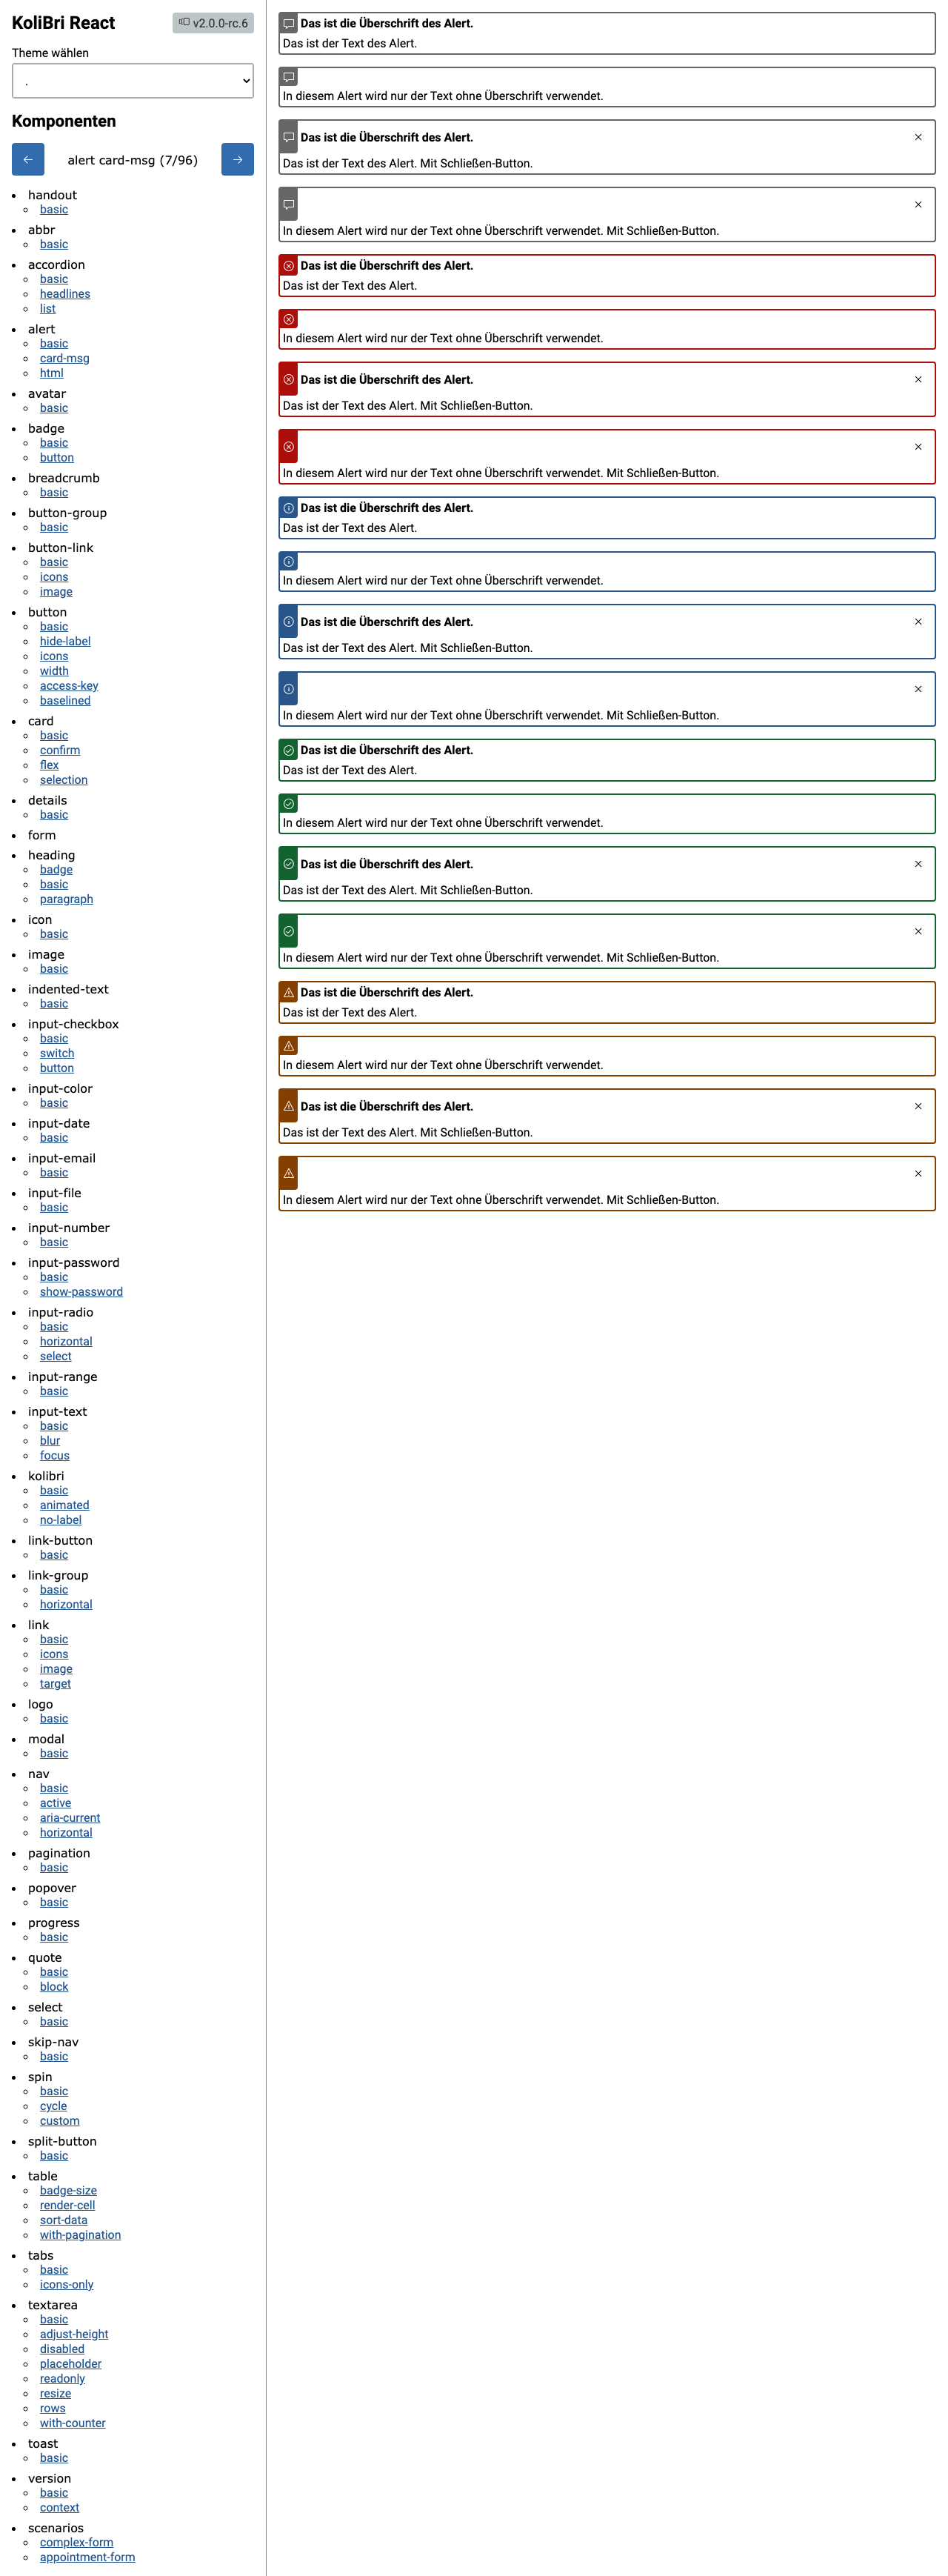 KoliBri React
v2.0.0-rc.6
Theme wählen
.
Komponenten
alert card-msg (7/96)
handout
basic
abbr
basic
accordion
basic
headlines
list
alert
basic
card-msg
html
avatar
basic
badge
basic
button
breadcrumb
basic
button-group
basic
button-link
basic
icons
image
button
basic
hide-label
icons
width
access-key
baselined
card
basic
confirm
flex
selection
details
basic
form
heading
badge
basic
paragraph
icon
basic
image
basic
indented-text
basic
input-checkbox
basic
switch
button
input-color
basic
input-date
basic
input-email
basic
input-file
basic
input-number
basic
input-password
basic
show-password
input-radio
basic
horizontal
select
input-range
basic
input-text
basic
blur
focus
kolibri
basic
animated
no-label
link-button
basic
link-group
basic
horizontal
link
basic
icons
image
target
logo
basic
modal
basic
nav
basic
active
aria-current
horizontal
pagination
basic
popover
basic
progress
basic
quote
basic
block
select
basic
skip-nav
basic
spin
basic
cycle
custom
split-button
basic
table
badge-size
render-cell
sort-data
with-pagination
tabs
basic
icons-only
textarea
basic
adjust-height
disabled
placeholder
readonly
resize
rows
with-counter
toast
basic
version
basic
context
scenarios
complex-form
appointment-form
Das ist die Überschrift des Alert.
Das ist der Text des Alert.
In diesem Alert wird nur der Text ohne Überschrift verwendet.
Das ist die Überschrift des Alert.
Das ist der Text des Alert. Mit Schließen-Button.
In diesem Alert wird nur der Text ohne Überschrift verwendet. Mit Schließen-Button.
Das ist die Überschrift des Alert.
Das ist der Text des Alert.
In diesem Alert wird nur der Text ohne Überschrift verwendet.
Das ist die Überschrift des Alert.
Das ist der Text des Alert. Mit Schließen-Button.
In diesem Alert wird nur der Text ohne Überschrift verwendet. Mit Schließen-Button.
Das ist die Überschrift des Alert.
Das ist der Text des Alert.
In diesem Alert wird nur der Text ohne Überschrift verwendet.
Das ist die Überschrift des Alert.
Das ist der Text des Alert. Mit Schließen-Button.
In diesem Alert wird nur der Text ohne Überschrift verwendet. Mit Schließen-Button.
Das ist die Überschrift des Alert.
Das ist der Text des Alert.
In diesem Alert wird nur der Text ohne Überschrift verwendet.
Das ist die Überschrift des Alert.
Das ist der Text des Alert. Mit Schließen-Button.
In diesem Alert wird nur der Text ohne Überschrift verwendet. Mit Schließen-Button.
Das ist die Überschrift des Alert.
Das ist der Text des Alert.
In diesem Alert wird nur der Text ohne Überschrift verwendet.
Das ist die Überschrift des Alert.
Das ist der Text des Alert. Mit Schließen-Button.
In diesem Alert wird nur der Text ohne Überschrift verwendet. Mit Schließen-Button.